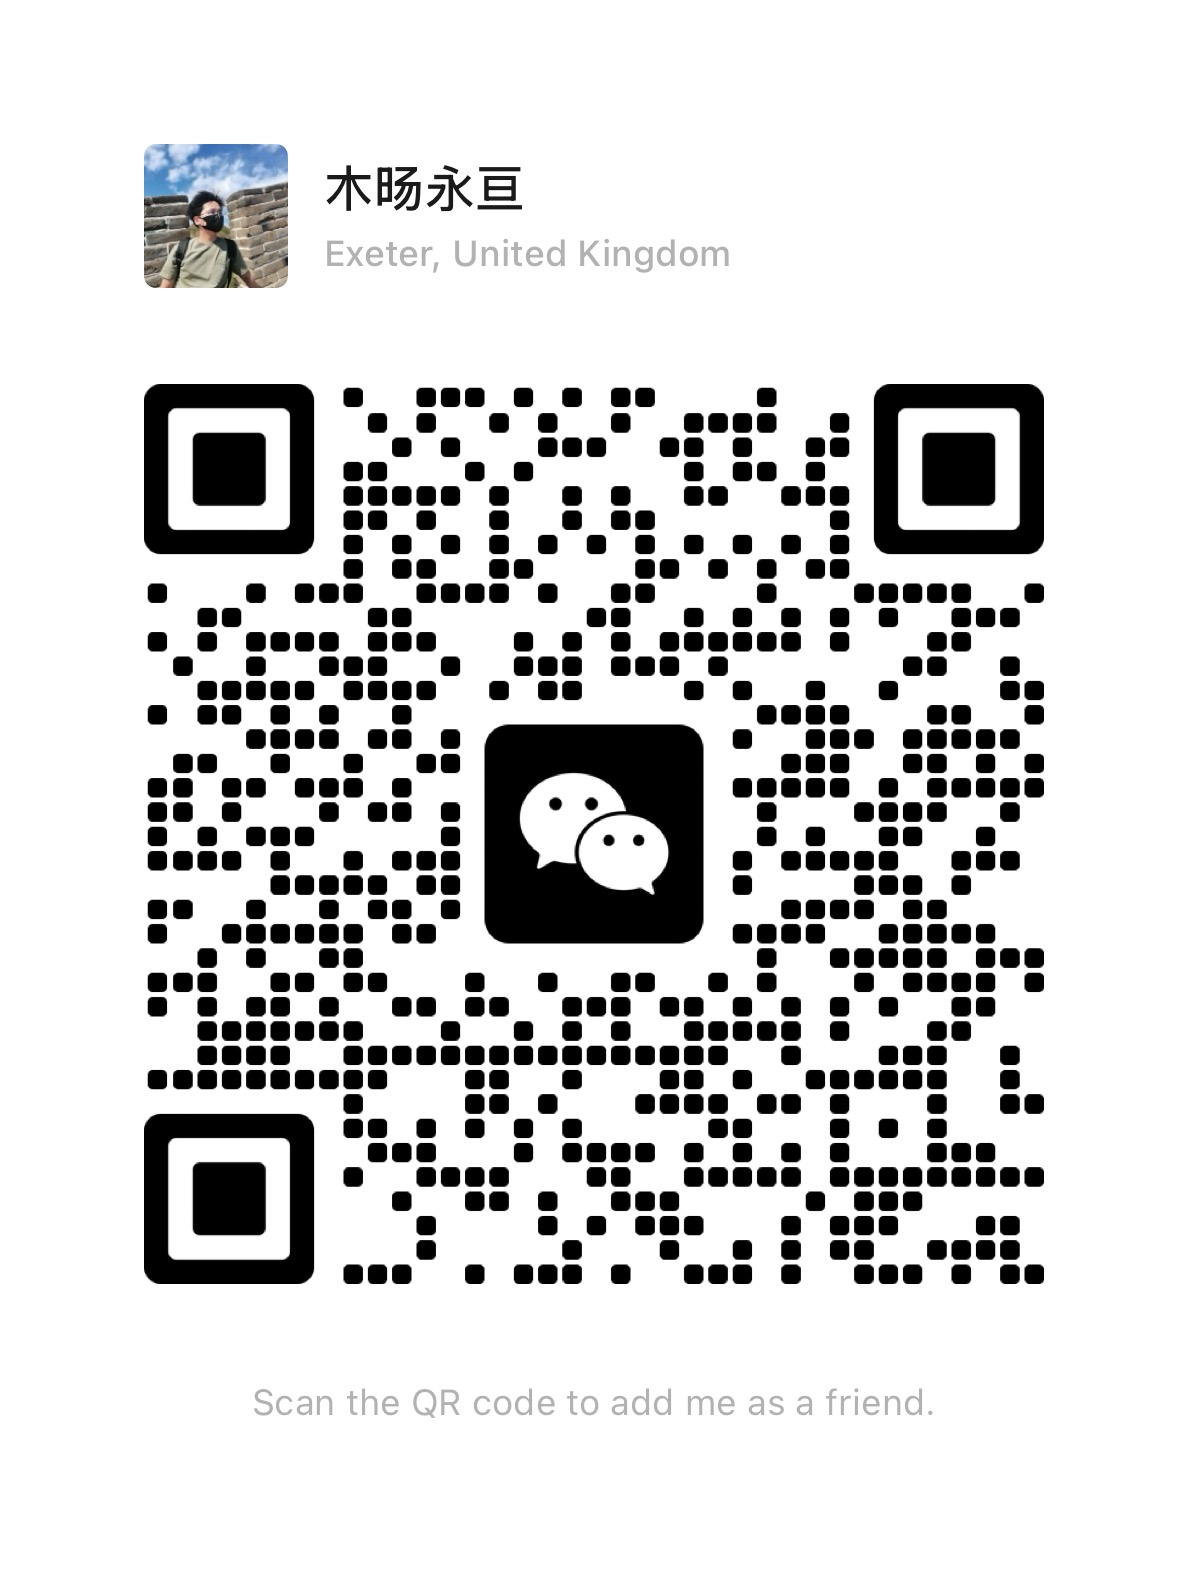 木旸永亘
Exeter, United Kingdom
Scan the QR code to add me as a friend.